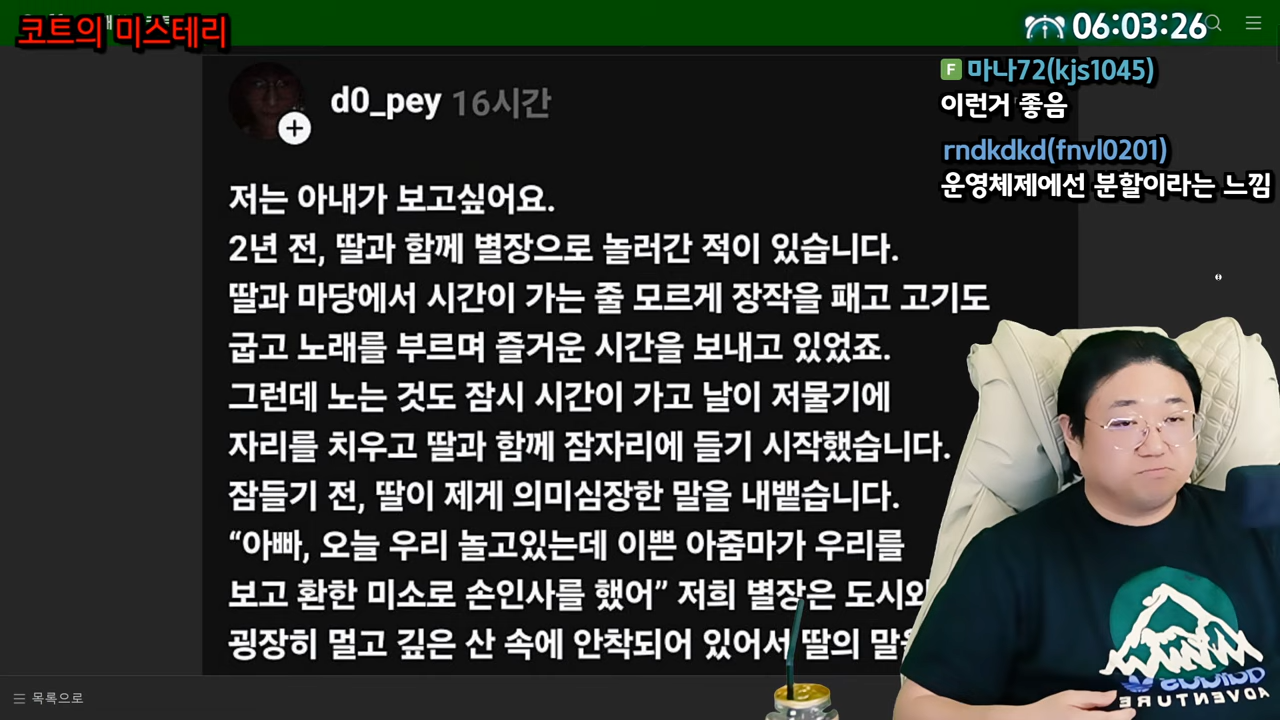 코트의 미스테리
06:03:26
d0_pey 16시간
저는 아내가 보고싶어요.
2년 전, 딸과 함께 별장으로 놀러간 적이 있습니다.
딸과 마당에서 시간이 가는 줄 모르게 장작을 패고 고기도
굽고 노래를 부르며 즐거운 시간을 보내고 있었죠.
그런데 노는 것도 잠시 시간이 가고 날이 저물기에
자리를 치우고 딸과 함께 잠자리에 들기 시작했습니다.
잠들기 전, 딸이 제게 의미심장한 말을 내뱉습니다.
“아빠, 오늘 우리 놀고있는데 이쁜 아줌마가 우리를
보고 환한 미소로 손인사를 했어” 저희 별장은 도시와
굉장히 멀고 깊은 산 속에 안착되어 있어서 딸의 말을
F 마나72(kjs1045)
이런거 좋음
rndkdkd(fnvl0201)
운영체제에선 분할이라는 느낌
목록으로
adidas
ADVENTURE